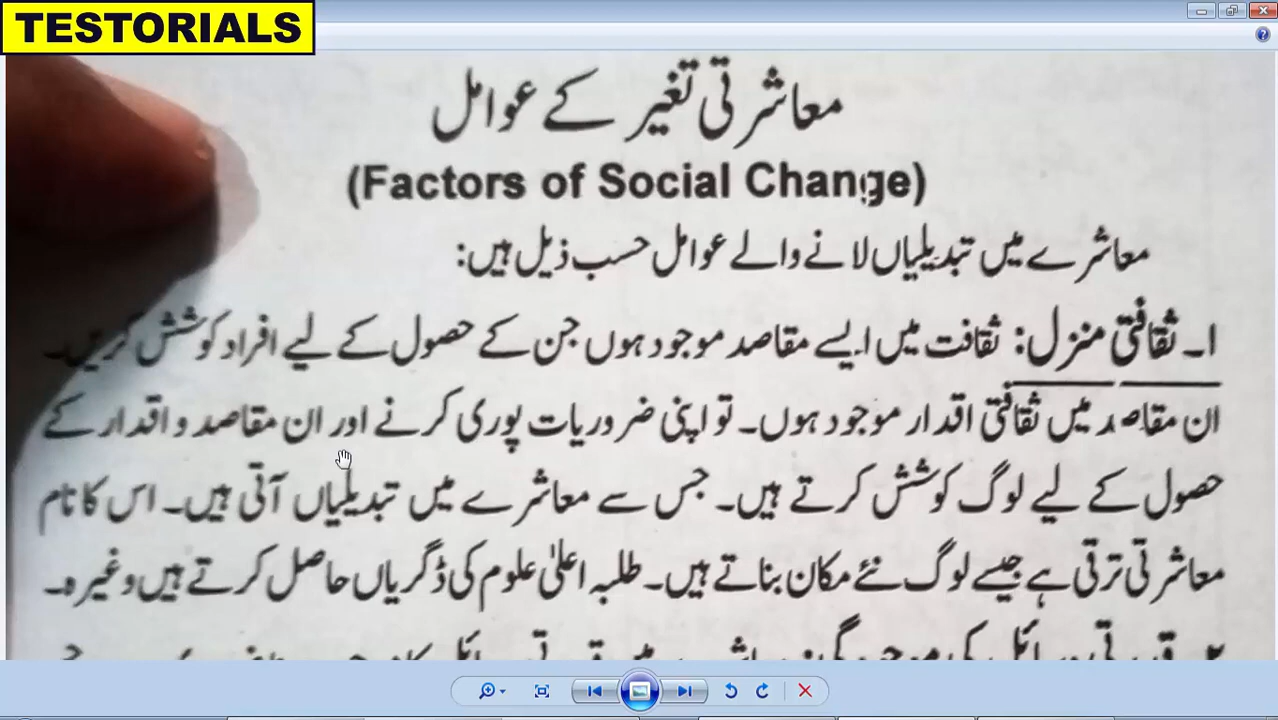 TESTORIALS
معاشرتی تغیر کے عوامل
(Factors of Social Change)
معاشرے میں تبدیلیاں لانے والے عوامل حسب ذیل ہیں:
۱۔ ثقافتی منزل: ثقافت میں ایسے مقاصد موجود ہوں جن کے حصول کے لیے افراد کوشش کریں۔
ان مقاصد میں ثقافتی اقدار موجود ہوں۔ تو اپنی ضروریات پوری کرنے اور ان مقاصد و اقدار کے
حصول کے لیے لوگ کوشش کرتے ہیں۔ جس سے معاشرے میں تبدیلیاں آتی ہیں۔ اس کا نام
معاشرتی ترقی ہے جیسے لوگ نئے مکان بناتے ہیں۔ طلبہ اعلیٰ علوم کی ڈگریاں حاصل کرتے ہیں وغیرہ۔